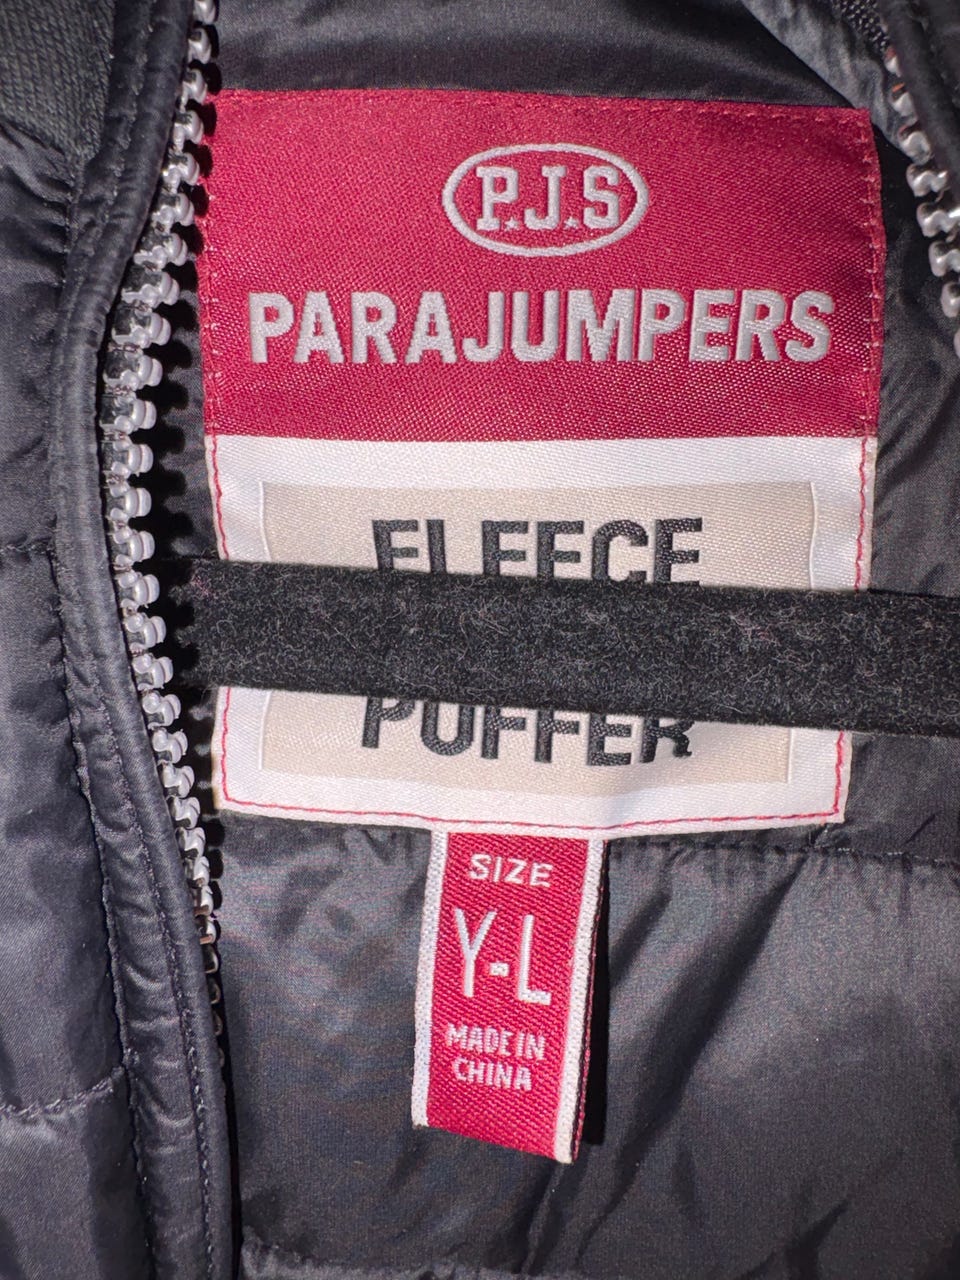 P.J.S
PARAJUMPERS
FLEECE
PUFFER
SIZE
Y-L
MADE IN
CHINA